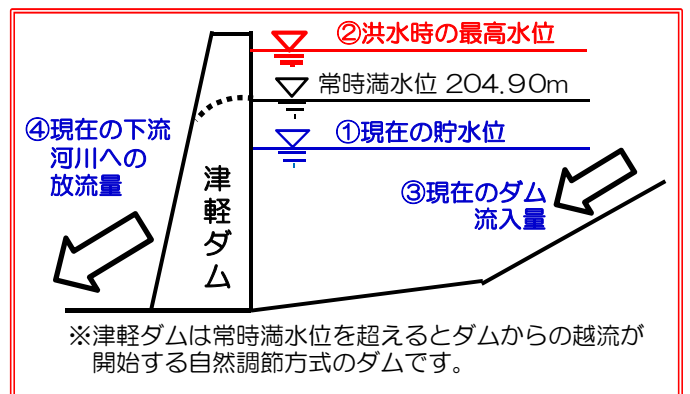 ②洪水時の最高水位
常時満水位 204.90m
①現在の貯水位
④現在の下流
河川への
放流量
③現在のダム
流入量
津軽ダム
※津軽ダムは常時満水位を超えるとダムからの越流が
開始する自然調節方式のダムです。